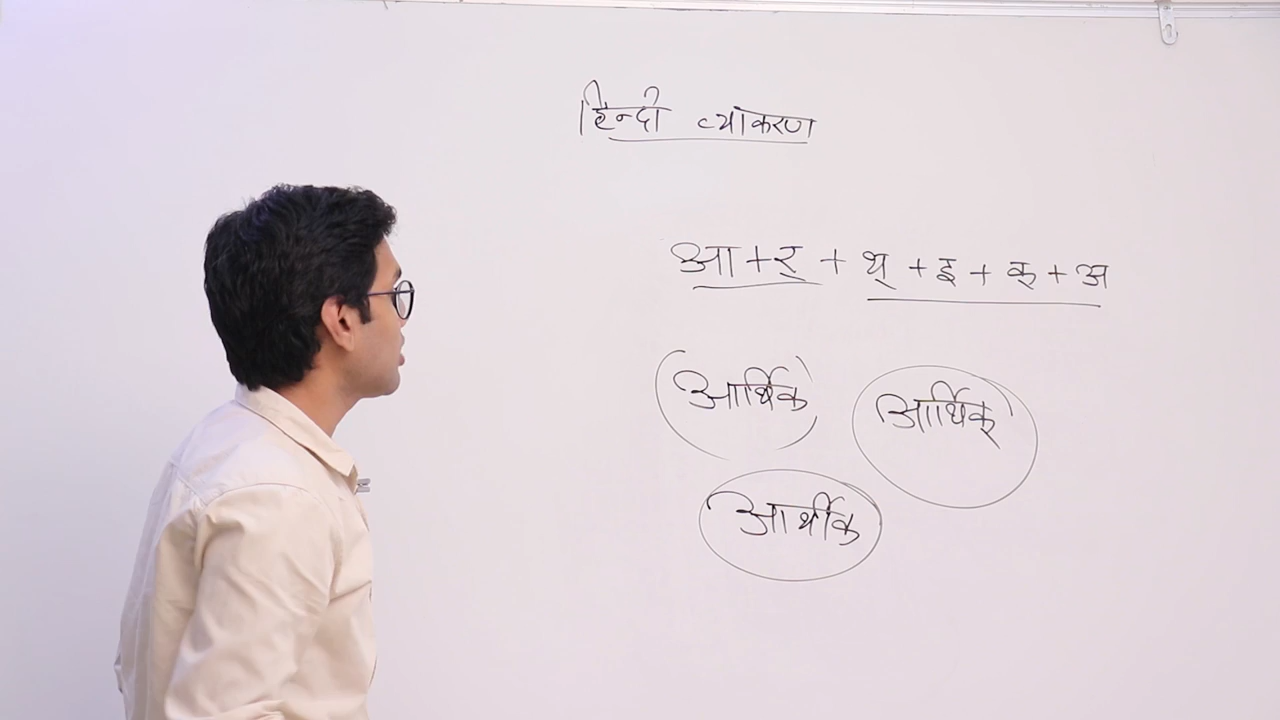 हिन्दी व्याकरण
आ + र् + थ् + इ + क् + अ
आर्थिक आर्थिक्
आर्थीक